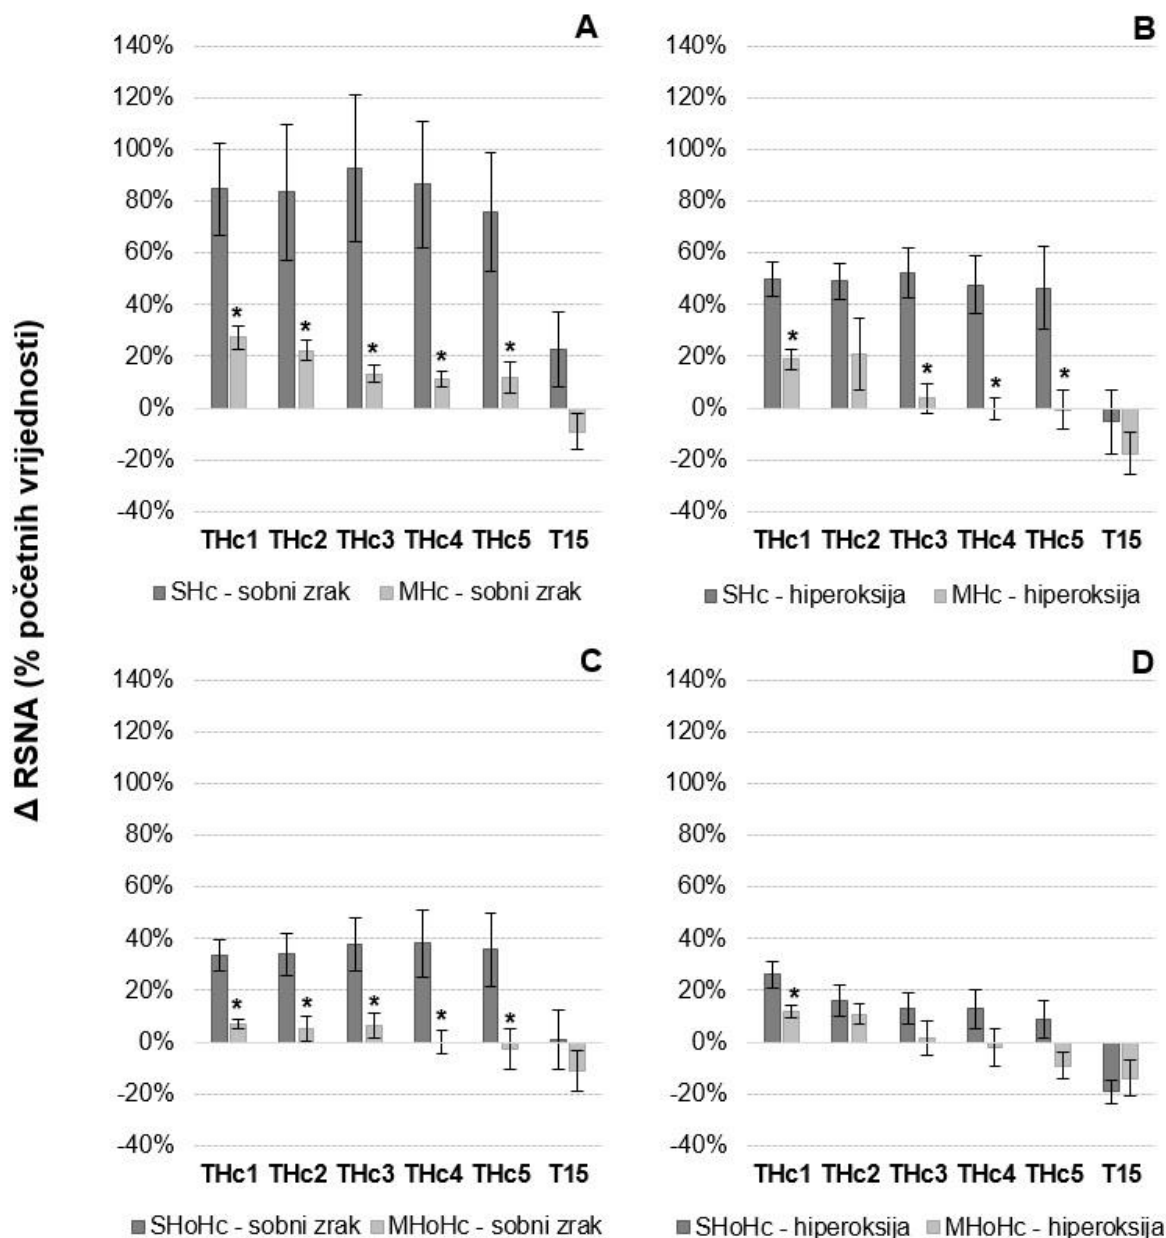 Δ RSNA (% početnih vrijednosti)
A
140%
120%
100%
80%
60%
40%
20%
0%
-20%
-40%
* * * * *
THc1 THc2 THc3 THc4 THc5 T15
SHc - sobni zrak MHc - sobni zrak
B
140%
120%
100%
80%
60%
40%
20%
0%
-20%
-40%
* * * *
THc1 THc2 THc3 THc4 THc5 T15
SHc - hiperoksija MHc - hiperoksija
C
140%
120%
100%
80%
60%
40%
20%
0%
-20%
-40%
* * * * *
THc1 THc2 THc3 THc4 THc5 T15
SHoHc - sobni zrak MHoHc - sobni zrak
D
140%
120%
100%
80%
60%
40%
20%
0%
-20%
-40%
*
THc1 THc2 THc3 THc4 THc5 T15
SHoHc - hiperoksija MHoHc - hiperoksija